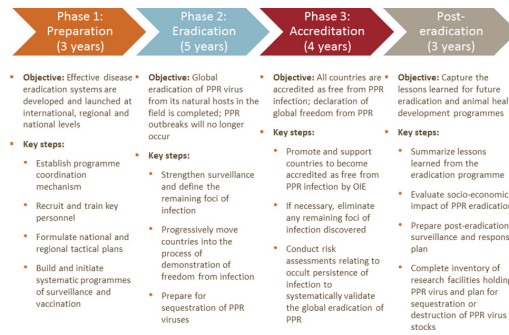 Phase 1:
Preparation
(3 years)
Phase 2:
Eradication
(5 years)
Phase 3:
Accreditation
(4 years)
Post-
eradication
(3 years)
▪ Objective: Effective disease
eradication systems are
developed and launched at
international, regional and
national levels
▪ Key steps:
• Establish programme
coordination
mechanism
• Recruit and train key
personnel
• Formulate national and
regional tactical plans
• Build and initiate
systematic programmes
of surveillance and
vaccination
▪ Objective: Global
eradication of PPR virus
from its natural hosts in the
field is completed; PPR
outbreaks will no longer
occur
▪ Key steps:
• Strengthen surveillance
and define the
remaining foci of
infection
• Progressively move
countries into the
process of
demonstration of
freedom from infection
• Prepare for
sequestration of PPR
viruses
▪ Objective: All countries are
accredited as free from PPR
infection; declaration of
global freedom from PPR
▪ Key steps:
• Promote and support
countries to become
accredited as free from
PPR infection by OIE
• If necessary, eliminate
any remaining foci of
infection discovered
• Conduct risk
assessments relating to
occult persistence of
infection to
systematically validate
the global eradication of
PPR
▪ Objective: Capture the
lessons learned for future
eradication and animal heal
development programmes
▪ Key steps:
• Summarize lessons
learned from the
eradication programme
• Evaluate socio-economic
impact of PPR eradication
• Prepare post-eradication
surveillance and respons
plan
• Complete inventory of
research facilities holding
PPR virus and plan for
sequestration or
destruction of PPR virus
stocks